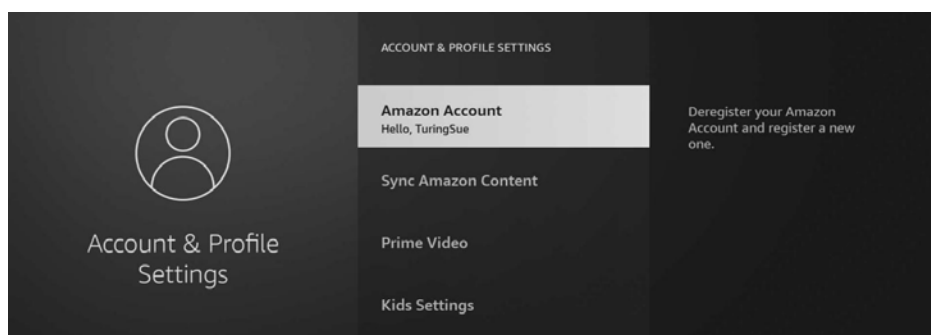 Account & Profile
Settings
ACCOUNT & PROFILE SETTINGS
Amazon Account
Hello, TuringSue
Sync Amazon Content
Prime Video
Kids Settings
Deregister your Amazon
Account and register a new
one.